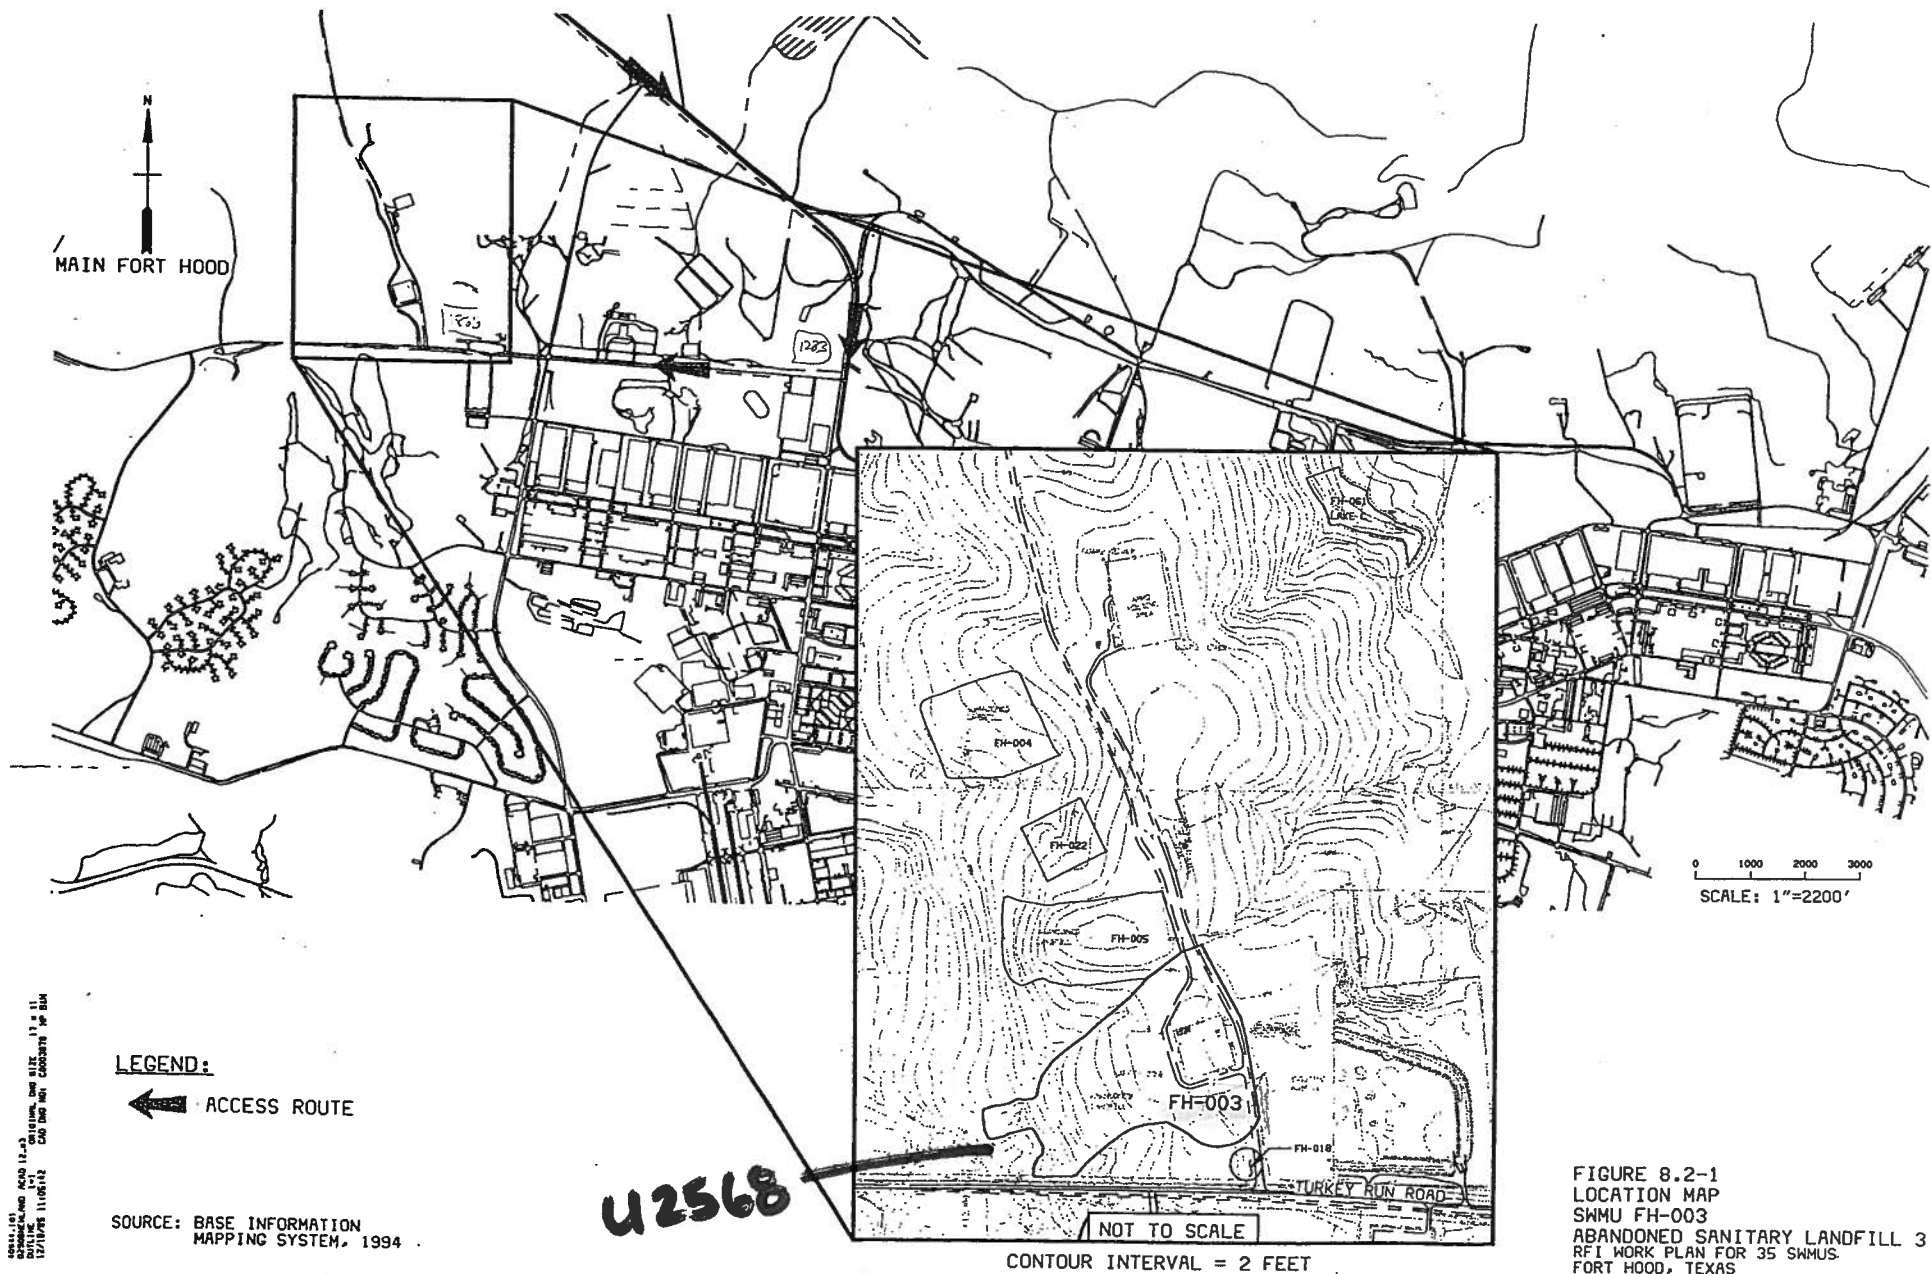 N
MAIN FORT HOOD
1283
FH-061
LAKE C
FH-004
FH-022
FH-005
FH-003
FH-018
TURKEY RUN ROAD
NOT TO SCALE
CONTOUR INTERVAL = 2 FEET
U2568
0 1000 2000 3000
SCALE: 1"=2200'
LEGEND:
ACCESS ROUTE
SOURCE: BASE INFORMATION
MAPPING SYSTEM, 1994
FIGURE 8.2-1
LOCATION MAP
SWMU FH-003
ABANDONED SANITARY LANDFILL 3
RFI WORK PLAN FOR 35 SWMUS
FORT HOOD, TEXAS